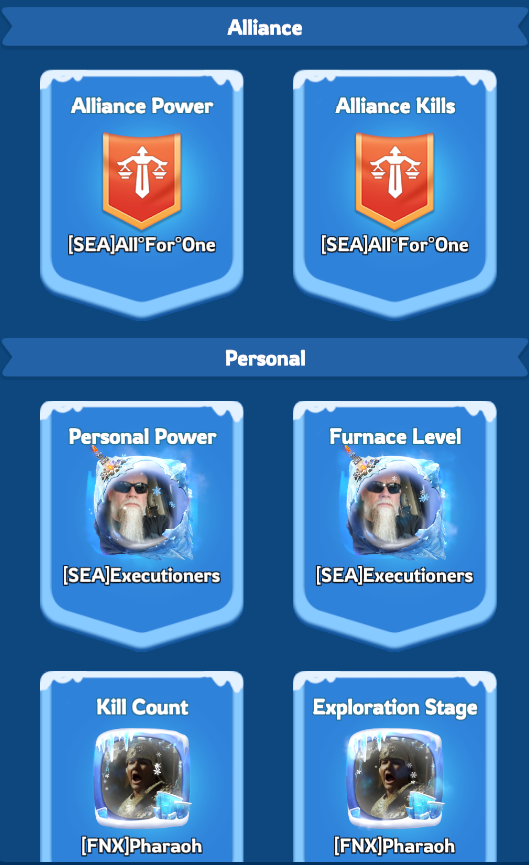 Alliance
Alliance Power
Alliance Kills
[SEA]All°For°One
[SEA]All°For°One
Personal
Personal Power
Furnace Level
[SEA]Executioners
[SEA]Executioners
Kill Count
Exploration Stage
[FNX]Pharaoh
[FNX]Pharaoh